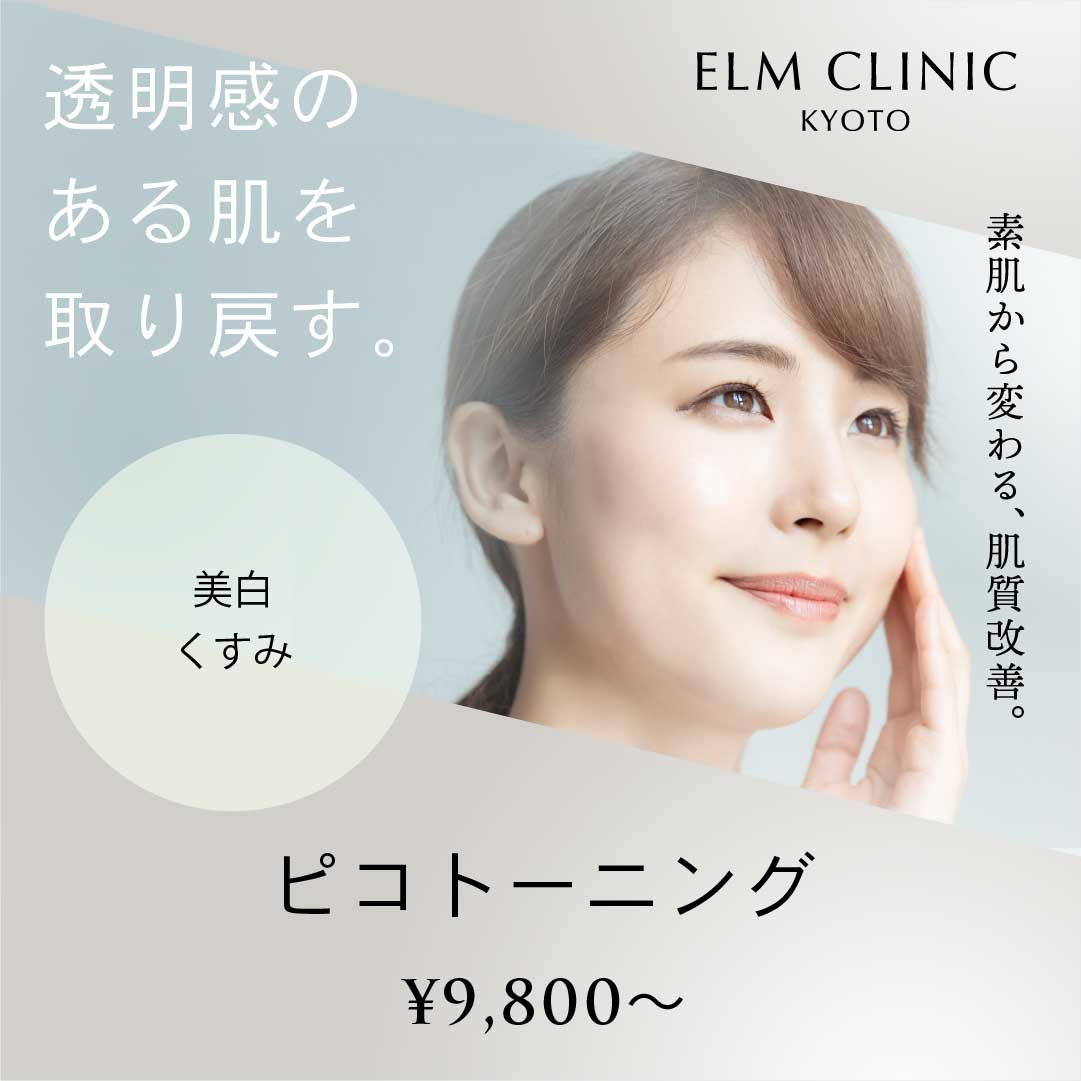 透明感の
ある肌を
取り戻す。
ELM CLINIC
KYOTO
素肌から変わる、肌質改善。
美白
くすみ
ピコトーニング
¥9,800〜